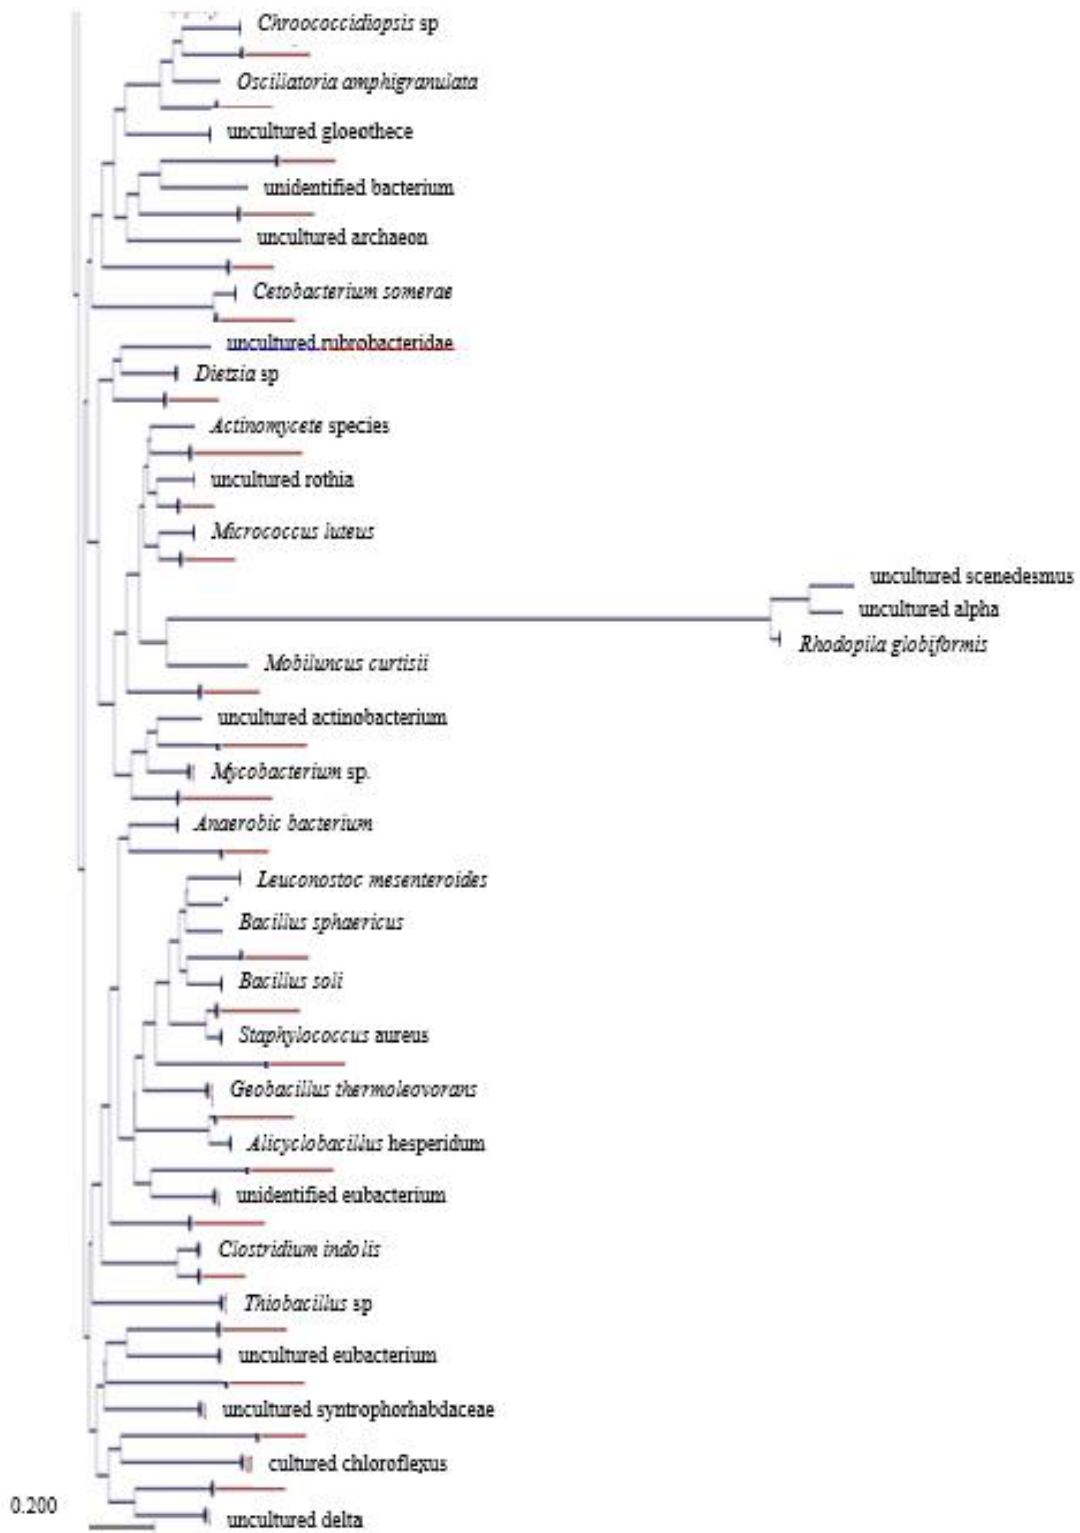 Chroococcidiopsis sp
Oscillatoria amphigranulata
uncultured gloeothece
unidentified bacterium
uncultured archaeon
Cetobacterium somerae
uncultured rubrobacteridae
Dietzia sp
Actinomycete species
uncultured rothia
Micrococcus luteus
uncultured scenedesmus
uncultured alpha
Rhodopila globiformis
Mobiluncus curtisii
uncultured actinobacterium
Mycobacterium sp.
Anaerobic bacterium
Leuconostoc mesenteroides
Bacillus sphaericus
Bacillus soli
Staphylococcus aureus
Geobacillus thermoleovorans
Alicyclobacillus hesperidum
unidentified eubacterium
Clostridium indolis
Thiobacillus sp
uncultured eubacterium
uncultured syntrophorhabdaceae
cultured chloroflexus
0.200
uncultured delta